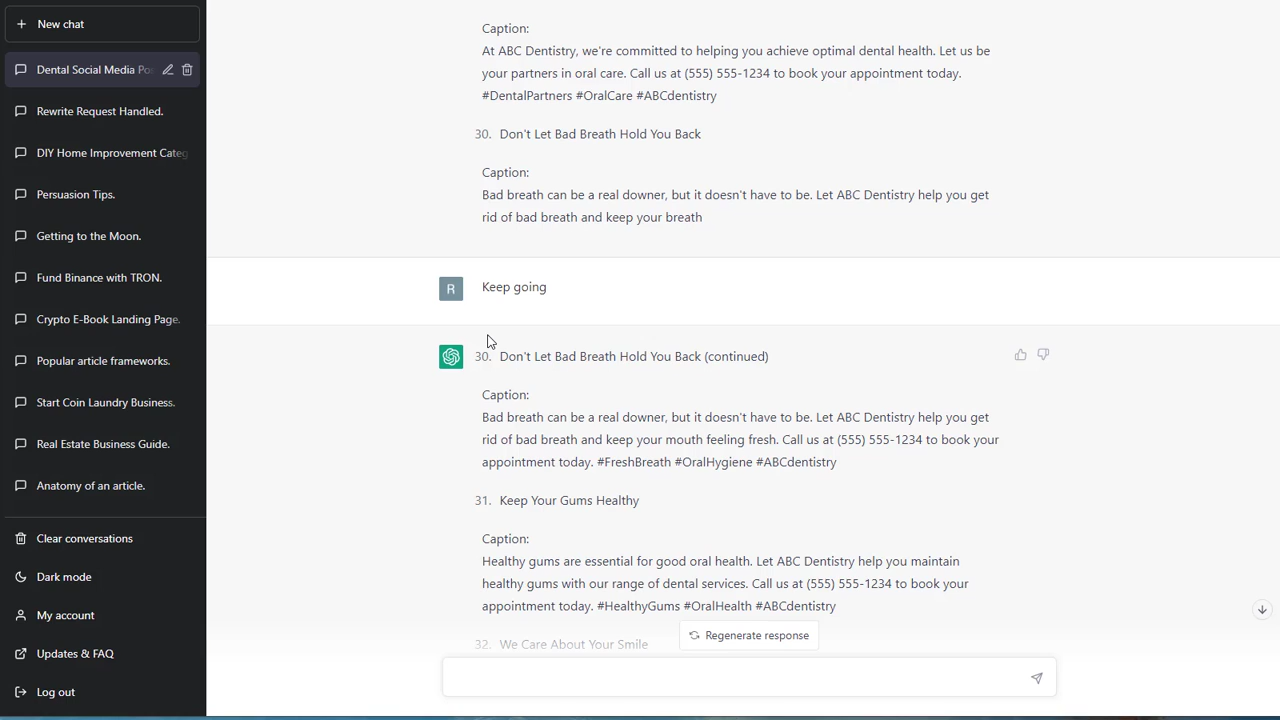 New chat
Dental Social Media Po
Rewrite Request Handled.
DIY Home Improvement Categ
Persuasion Tips.
Getting to the Moon.
Fund Binance with TRON.
Crypto E-Book Landing Page.
Popular article frameworks.
Start Coin Laundry Business.
Real Estate Business Guide.
Anatomy of an article.
Clear conversations
Dark mode
My account
Updates & FAQ
Log out
Caption:
At ABC Dentistry, we're committed to helping you achieve optimal dental health. Let us be
your partners in oral care. Call us at (555) 555-1234 to book your appointment today.
#DentalPartners #OralCare #ABCdentistry
30. Don't Let Bad Breath Hold You Back
Caption:
Bad breath can be a real downer, but it doesn't have to be. Let ABC Dentistry help you get
rid of bad breath and keep your breath
R
Keep going
30. Don't Let Bad Breath Hold You Back (continued)
Caption:
Bad breath can be a real downer, but it doesn't have to be. Let ABC Dentistry help you get
rid of bad breath and keep your mouth feeling fresh. Call us at (555) 555-1234 to book your
appointment today. #FreshBreath #OralHygiene #ABCdentistry
31. Keep Your Gums Healthy
Caption:
Healthy gums are essential for good oral health. Let ABC Dentistry help you maintain
healthy gums with our range of dental services. Call us at (555) 555-1234 to book your
appointment today. #HealthyGums #OralHealth #ABCdentistry
32. We Care About Your Smile
Regenerate response